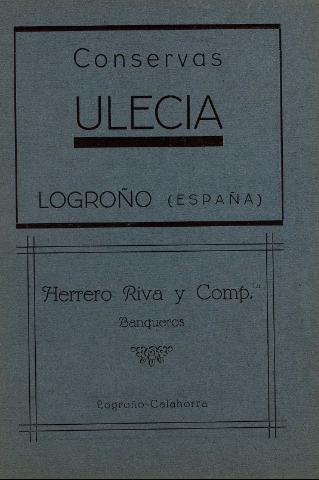 Conservas
ULECIA
LOGROÑO (ESPAÑA)
Herrero Riva y Comp.ía
Banqueros
Logroño-Calahorra